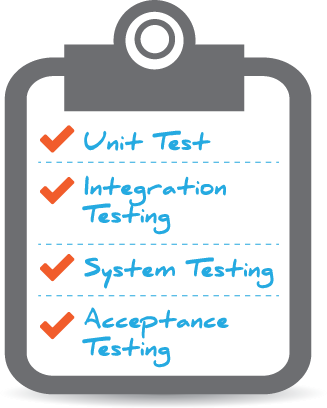 Unit Test
Integration
Testing
System Testing
Acceptance
Testing